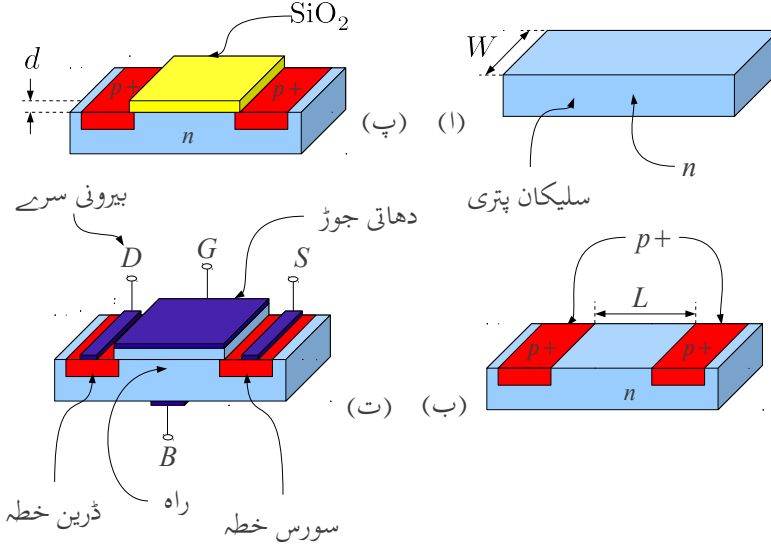 (ا)
W
سلیکان پتری
n
(ب)
p+
L
p+
p+
n
(پ)
SiO₂
d
p+
p+
n
(ت)
بیرونی سرے
دھاتی جوڑ
D
G
S
B
ڈرین خطہ
راہ
سورس خطہ